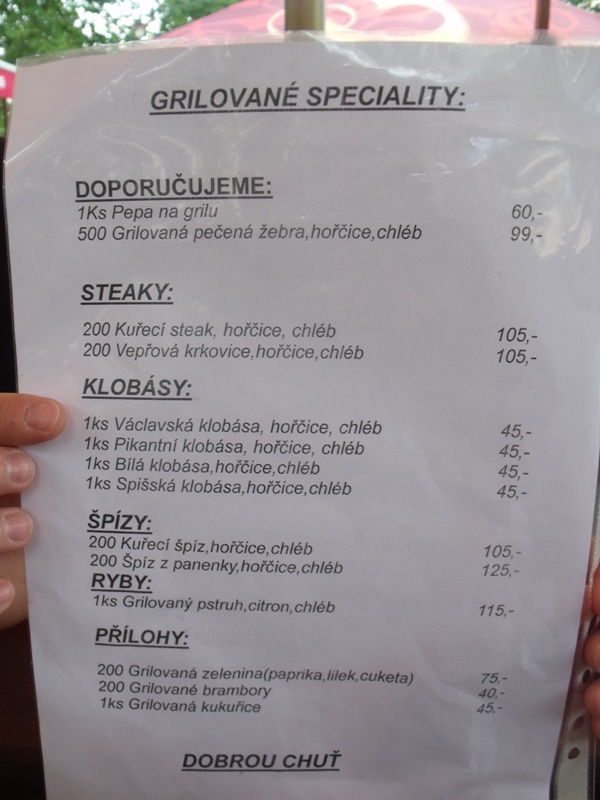 GRILOVANÉ SPECIALITY:
DOPORUČUJEME:
1Ks Pepa na grilu 60,-
500 Grilovaná pečená žebra,hořčice,chléb 99,-
STEAKY:
200 Kuřecí steak, hořčice, chléb 105,-
200 Vepřová krkovice,hořčice,chléb 105,-
KLOBÁSY:
1ks Václavská klobása, hořčice, chléb 45,-
1ks Pikantní klobása, hořčice, chléb 45,-
1ks Bílá klobása,hořčice,chléb 45,-
1ks Spišská klobása,hořčice,chléb 45,-
ŠPÍZY:
200 Kuřecí špíz,hořčice,chléb 105,-
200 Špíz z panenky,hořčice,chléb 125,-
RYBY:
1ks Grilovaný pstruh,citron,chléb 115,-
PŘÍLOHY:
200 Grilovaná zelenina(paprika,lilek,cuketa) 75,-
200 Grilované brambory 40,-
1ks Grilovaná kukuřice 45,-
DOBROU CHUŤ